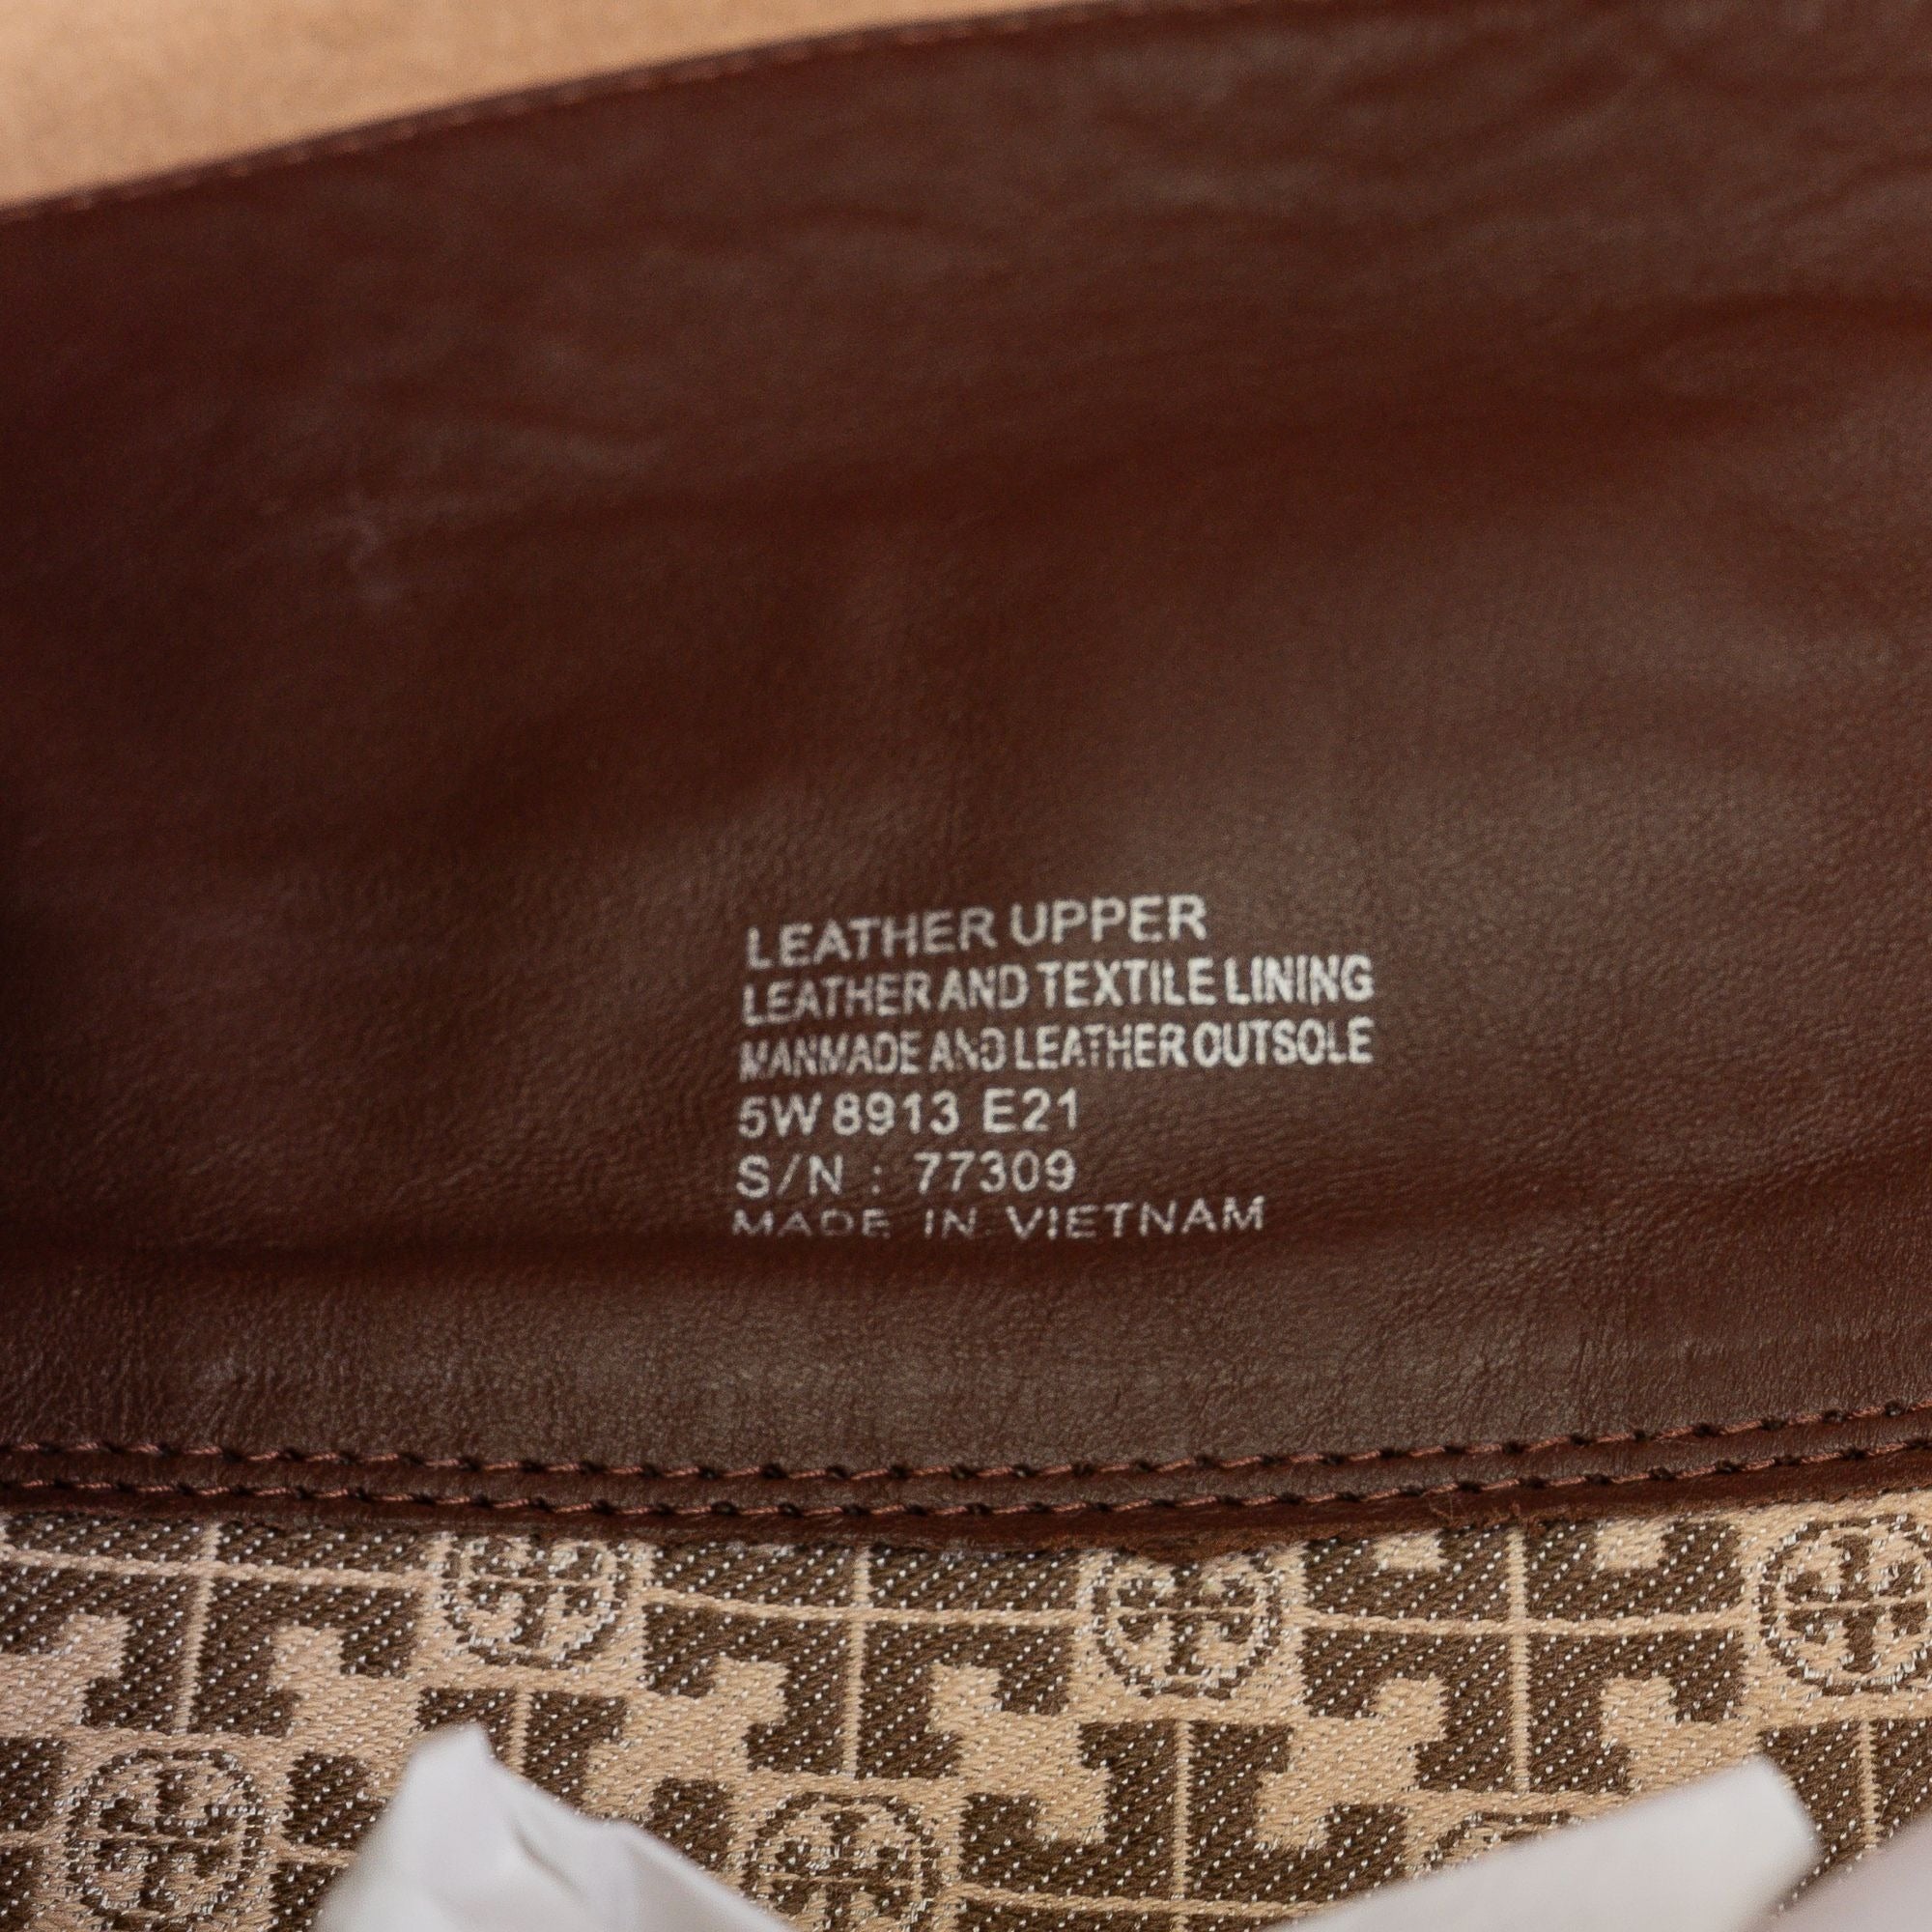 LEATHER UPPER
LEATHER AND TEXTILE LINING
MANMADE AND LEATHER OUTSOLE
5W 8913 E21
S/N : 77309
MADE IN VIETNAM